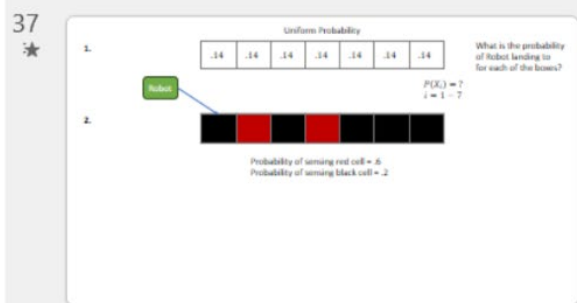 37
Uniform Probability
1.
.14 .14 .14 .14 .14 .14 .14
What is the probability
of Robot landing to
for each of the boxes?
P(Xᵢ) = ?
i = 1 - 7
Robot
2.
Probability of sensing red cell = .6
Probability of sensing black cell = .2